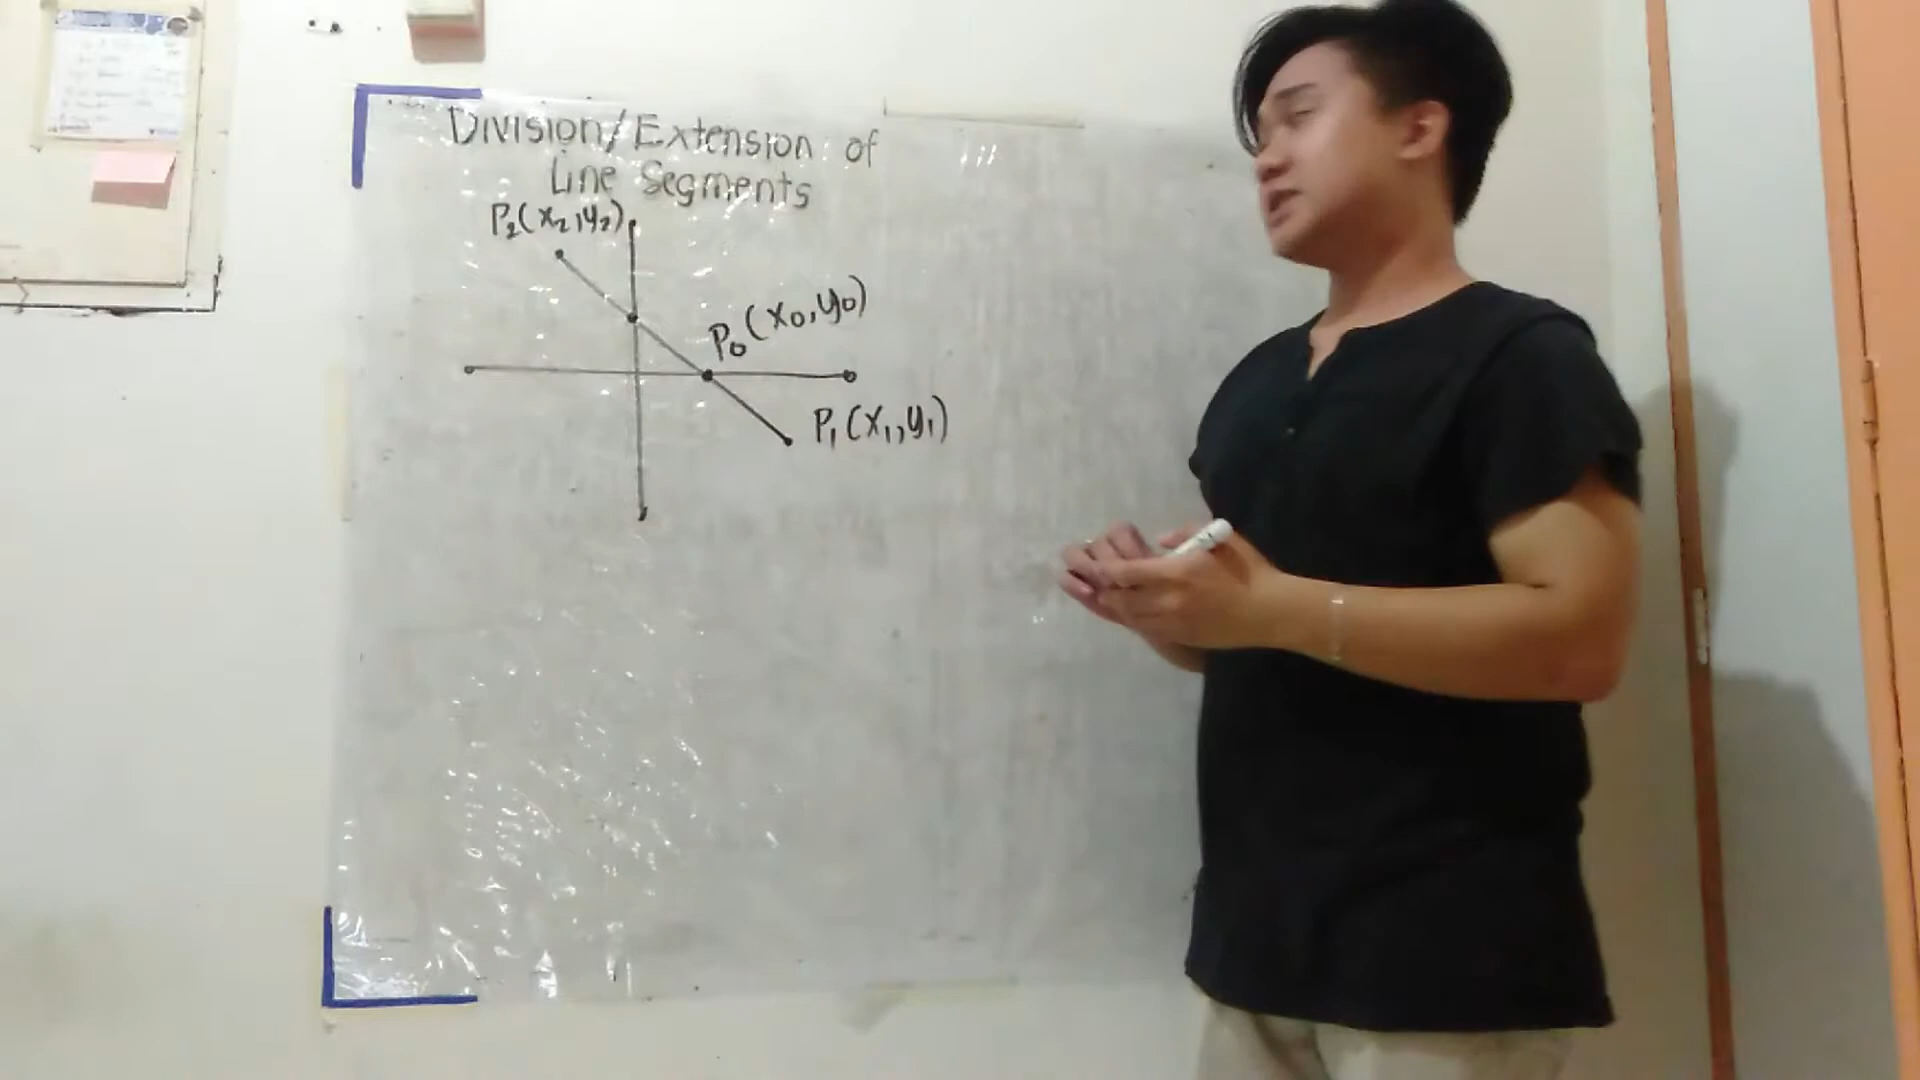 Division/Extension of
Line Segments
P₂(x₂,y₂)
P₀(x₀,y₀)
P₁(x₁,y₁)